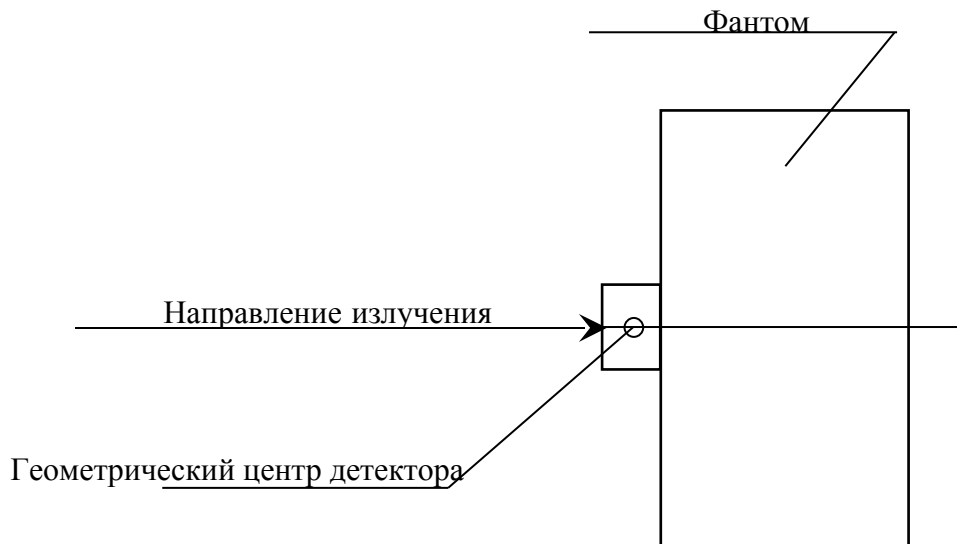 Фантом
Направление излучения
Геометрический центр детектора